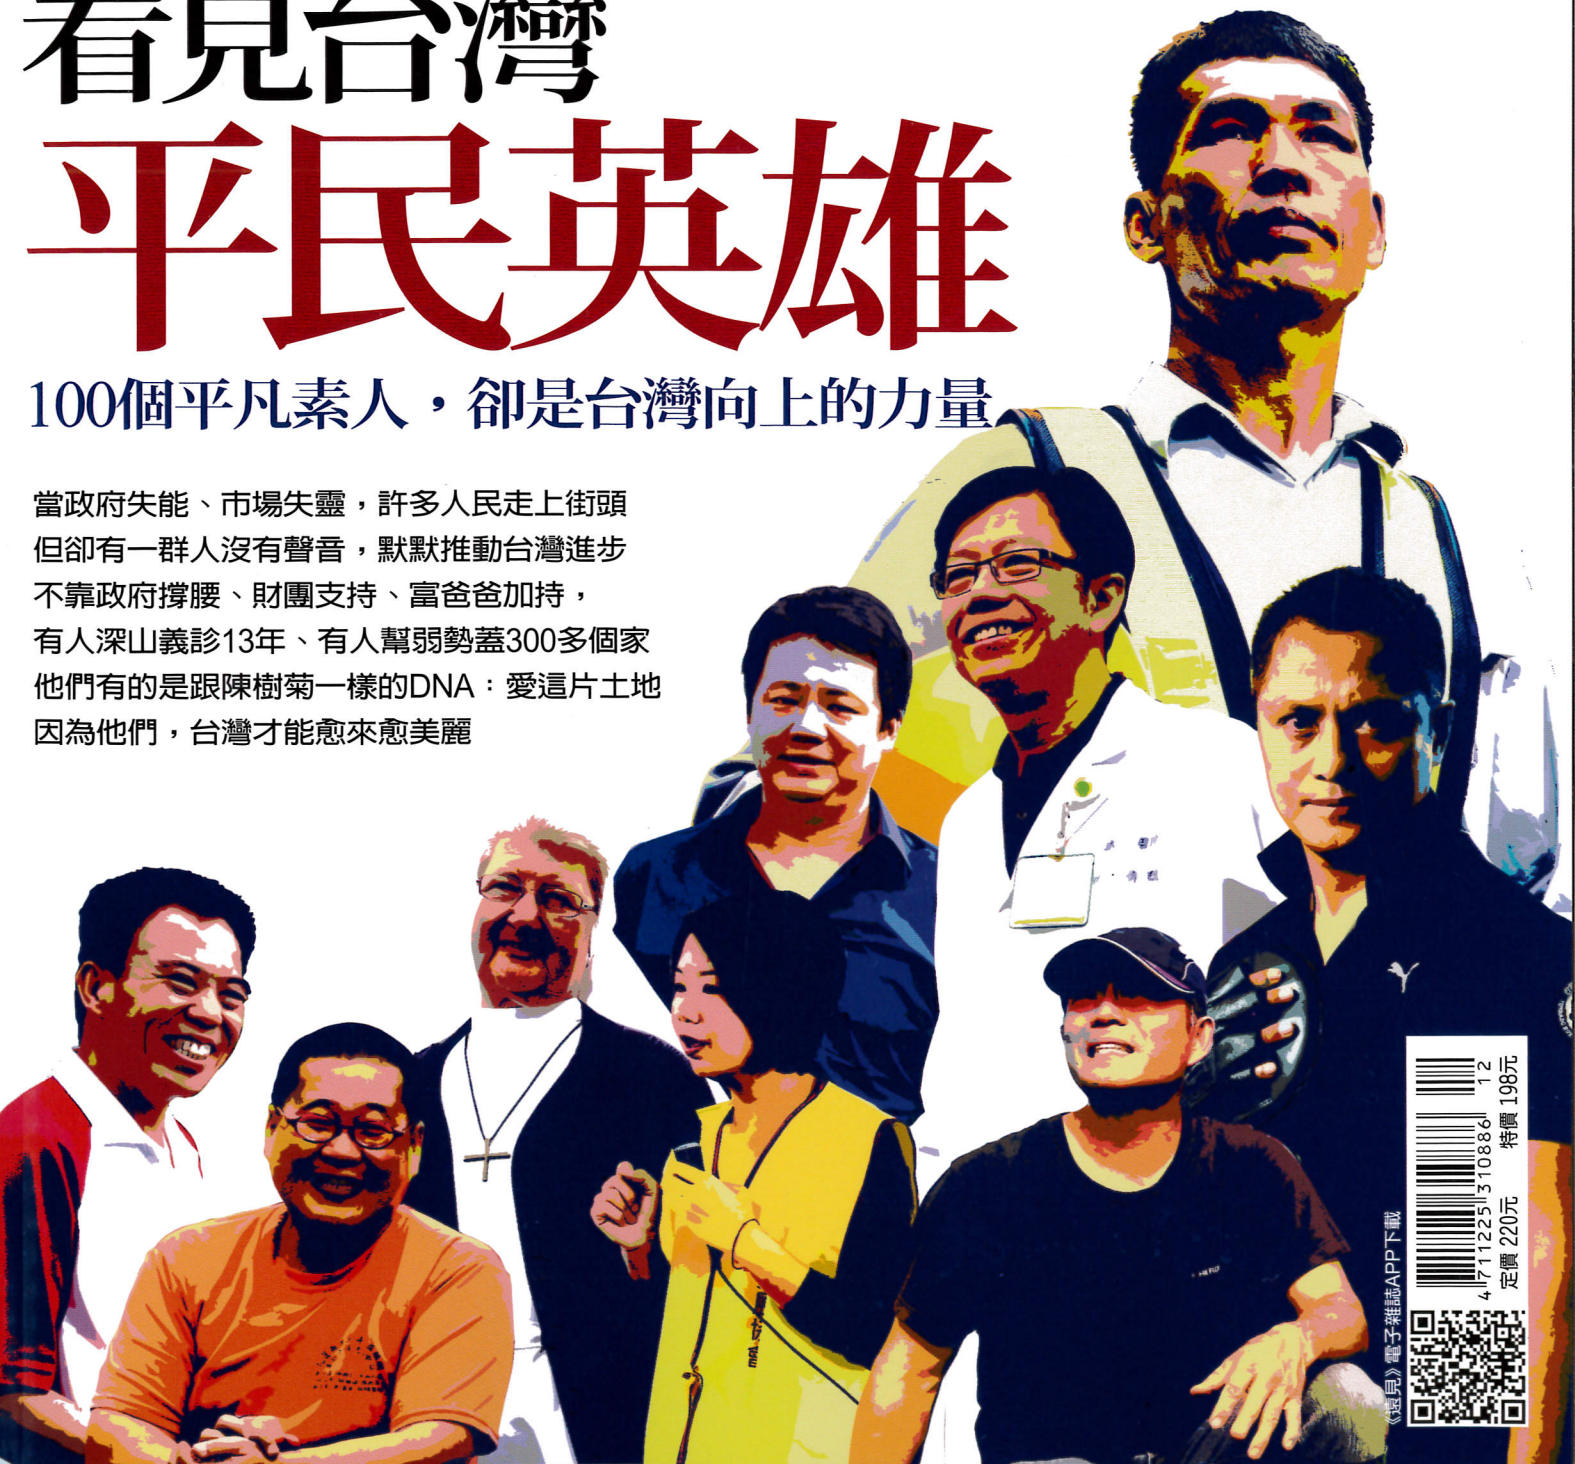 看見台灣
平民英雄
100個平凡素人，卻是台灣向上的力量
當政府失能、市場失靈，許多人民走上街頭
但卻有一群人沒有聲音，默默推動台灣進步
不靠政府撐腰、財團支持、富爸爸加持，
有人深山義診13年、有人幫弱勢蓋300多個家
他們有的是跟陳樹菊一樣的DNA：愛這片土地
因為他們，台灣才能愈來愈美麗
《遠見》電子雜誌APP下載
4 711225 310886 12
定價 220元 特價 198元